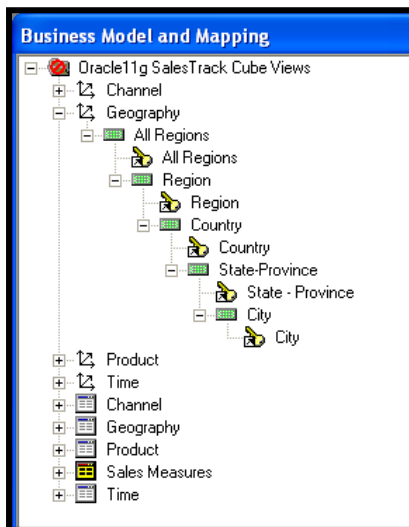 Business Model and Mapping
Oracle11g SalesTrack Cube Views
Channel
Geography
All Regions
All Regions
Region
Region
Country
Country
State-Province
State - Province
City
City
Product
Time
Channel
Geography
Product
Sales Measures
Time